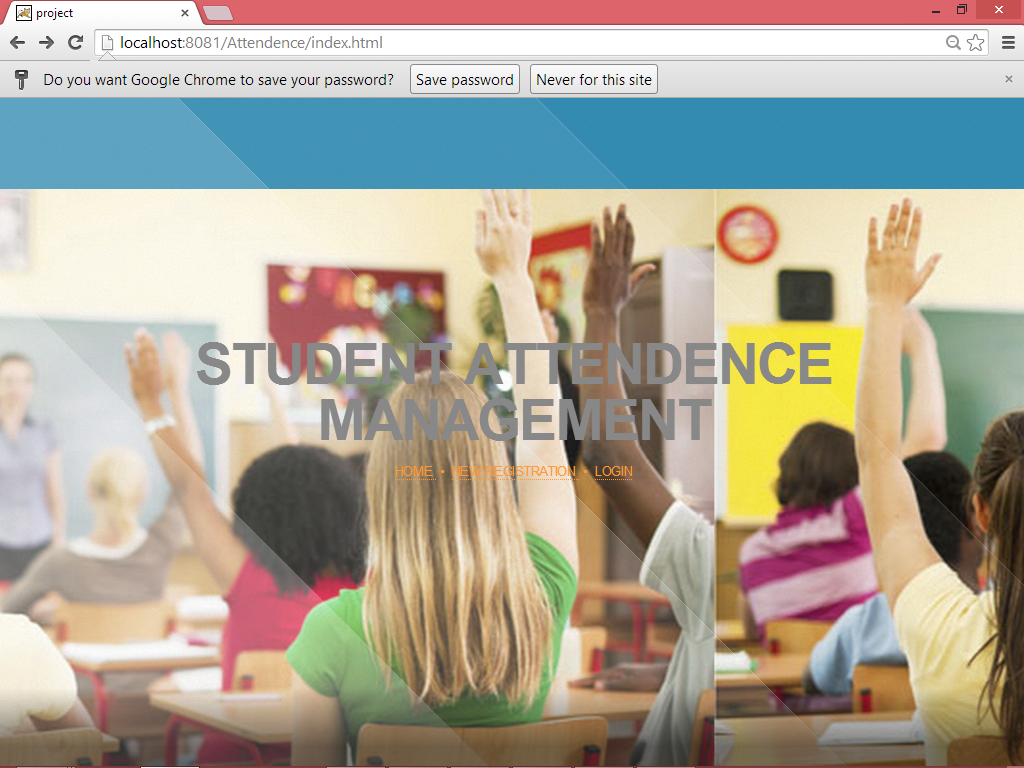 project
localhost:8081/Attendence/index.html
Do you want Google Chrome to save your password? Save password Never for this site
STUDENT ATTENDENCE
MANAGEMENT
HOME • NEW REGISTRATION • LOGIN